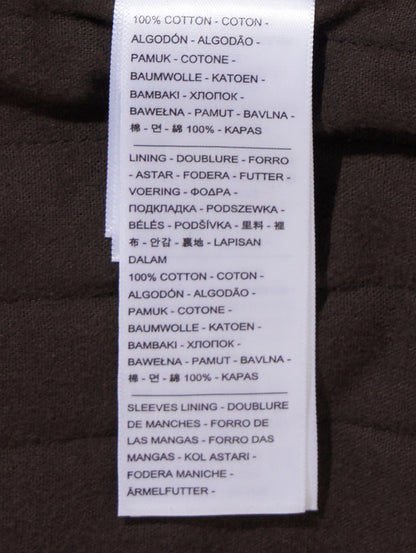 100% COTTON - COTON -
ALGODÓN - ALGODÃO -
PAMUK - COTONE -
BAUMWOLLE - KATOEN -
BAMBAKI - ХЛОПОК -
BAWEŁNA - PAMUT - BAVLNA -
棉 - 면 - 綿 100% - KAPAS
LINING - DOUBLURE - FORRO
- ASTAR - FODERA - FUTTER -
VOERING - ΦΟΔΡΑ -
ПОДКЛАДКА - PODSZEWKA -
BÉLÉS - PODŠÍVKA - 里料 - 裡
布 - 안감 - 裏地 - LAPISAN
DALAM
100% COTTON - COTON -
ALGODÓN - ALGODÃO -
PAMUK - COTONE -
BAUMWOLLE - KATOEN -
BAMBAKI - ХЛОПОК -
BAWEŁNA - PAMUT - BAVLNA -
棉 - 면 - 綿 100% - KAPAS
SLEEVES LINING - DOUBLURE
DE MANCHES - FORRO DE
LAS MANGAS - FORRO DAS
MANGAS - KOL ASTARI -
FODERA MANICHE -
ÄRMELFUTTER -